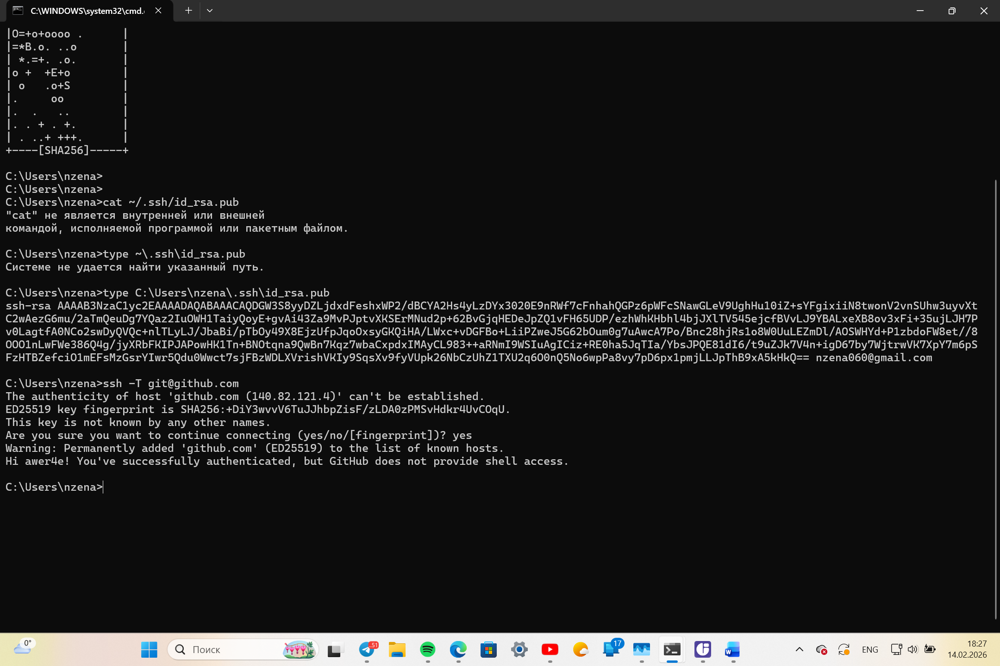 C:\WINDOWS\system32\cmd.
|O=+o+oooo .       |
|=*B.o. ..o        |
| *.=+. .o.        |
|o +  +E+o         |
| o   .o+S         |
|.     oo          |
|.  .   ..         |
|. . + . +.        |
| . ..+ +++.       |
+----[SHA256]-----+
C:\Users\nzena>
C:\Users\nzena>
C:\Users\nzena>cat ~/.ssh/id_rsa.pub
"cat" не является внутренней или внешней
командой, исполняемой программой или пакетным файлом.
C:\Users\nzena>type ~\.ssh\id_rsa.pub
Системе не удается найти указанный путь.
C:\Users\nzena>type C:\Users\nzena\.ssh\id_rsa.pub
ssh-rsa AAAAB3NzaC1yc2EAAAADAQABAAACAQDGW3S8yyDZLjdxdFeshxWP2/dBCYA2Hs4yLzDYx3020E9nRWf7cFnhahQGPz6pWFcSNawGLeV9UghHu10iZ+sYFgixiiN8twonV2vnSUhw3uyvXt
C2wAezG6mu/2aTmQeuDg7YQaz2IuOWH1TaiyQoyE+gvAi43Za9MvPJptvXKSErMNud2p+62BvGjqHEDeJpZQ1vFH65UDP/ezhWhKHbhl4bjJXlTV545ejcfBVvLJ9YBALxeXB8ov3xFi+35ujLJH7P
v0LagtfA0NCo2swDyQVQc+nlTLyLJ/JbaBi/pTbOy49X8EjzUfpJqoOxsyGKQiHA/LWxc+vDGFBo+LiiPZweJ5G62bOum0g7uAwcA7Po/Bnc28hjRs1o8W0UuLEZmDl/AOSWHYd+P1zbdoFW8et//8
OOO1nLwFWe386Q4g/jyXRbFKIPJAPowHK1Tn+BNOtqna9QwBn7Kqz7wbaCxpdxIMAyCL983++aRNmI9WSIuAgICiz+RE0ha5JqTIa/YbsJPQE81dI6/t9uZJk7V4n+igD67by7WjtrwVK7XpY7m6pS
FzHTBZefciO1mEFsMzGsrYIwr5Qdu0Wwct7sjFBzWDLXVrishVKIy9SqsXv9fyVUpk26NbCzUhZ1TXU2q6O0nQ5No6wpPa8vy7pD6px1pmjLLJpThB9xA5kHkQ== nzena060@gmail.com
C:\Users\nzena>ssh -T git@github.com
The authenticity of host 'github.com (140.82.121.4)' can't be established.
ED25519 key fingerprint is SHA256:+DiY3wvvV6TuJJhbpZisF/zLDA0zPMSvHdkr4UvCOqU.
This key is not known by any other names.
Are you sure you want to continue connecting (yes/no/[fingerprint])? yes
Warning: Permanently added 'github.com' (ED25519) to the list of known hosts.
Hi awer4e! You've successfully authenticated, but GitHub does not provide shell access.
C:\Users\nzena>
0°
Поиск
..51
17
ENG
18:27
14.02.2026